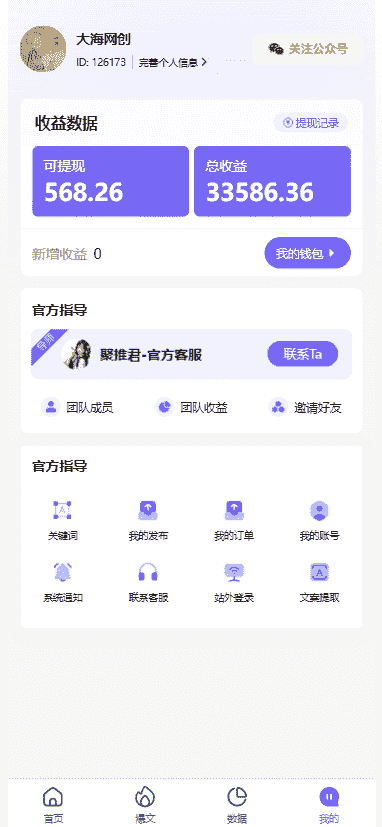 大海网创
关注公众号
ID: 126173 完善个人信息
收益数据
提现记录
可提现 总收益
568.26 33586.36
新增收益 0
我的钱包
官方指导
导师
聚推君-官方客服
联系Ta
团队成员 团队收益 邀请好友
官方指导
关键词 我的发布 我的订单 我的账号
系统通知 联系客服 站外登录 文案提取
首页 爆文 数据 我的